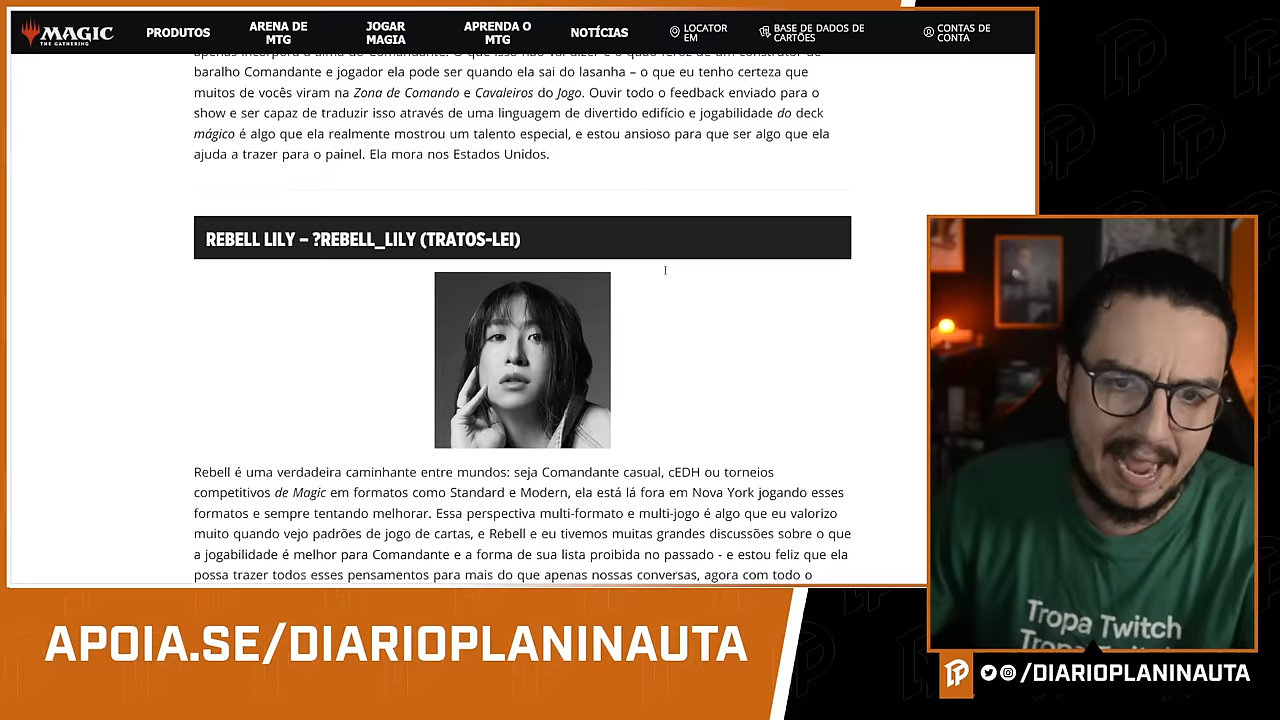 MAGIC
THE GATHERING
PRODUTOS
ARENA DE
MTG
JOGAR
MAGIA
APRENDA O
MTG
NOTÍCIAS
LOCATOR
EM
BASE DE DADOS DE
CARTÕES
CONTAS DE
CONTA
baralho Comandante e jogador ela pode ser quando ela sai do lasanha – o que eu tenho certeza que
muitos de vocês viram na Zona de Comando e Cavaleiros do Jogo. Ouvir todo o feedback enviado para o
show e ser capaz de traduzir isso através de uma linguagem de divertido edifício e jogabilidade do deck
mágico é algo que ela realmente mostrou um talento especial, e estou ansioso para que ser algo que ela
ajuda a trazer para o painel. Ela mora nos Estados Unidos.
REBELL LILY – ?REBELL_LILY (TRATOS-LEI)
Rebell é uma verdadeira caminhante entre mundos: seja Comandante casual, cEDH ou torneios
competitivos de Magic em formatos como Standard e Modern, ela está lá fora em Nova York jogando esses
formatos e sempre tentando melhorar. Essa perspectiva multi-formato e multi-jogo é algo que eu valorizo
muito quando vejo padrões de jogo de cartas, e Rebell e eu tivemos muitas grandes discussões sobre o que
a jogabilidade é melhor para Comandante e a forma de sua lista proibida no passado - e estou feliz que ela
possa trazer todos esses pensamentos para mais do que apenas nossas conversas, agora com todo o
Tropa Twitch
APOIA.SE/DIARIOPLANINAUTA
/DIARIOPLANINAUTA